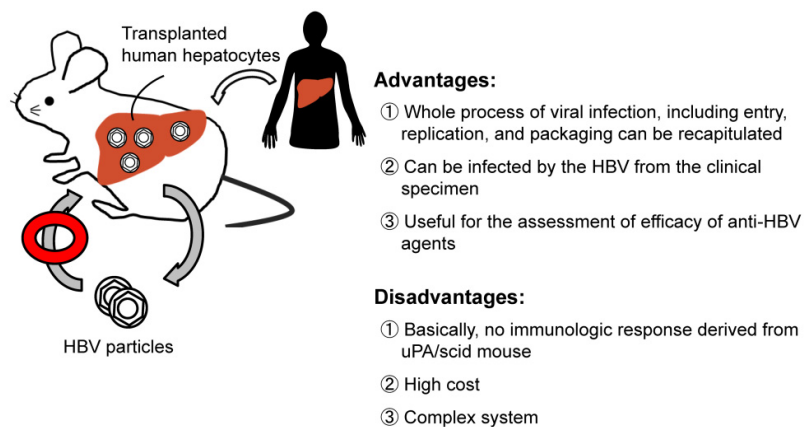 Transplanted
human hepatocytes
Advantages:
① Whole process of viral infection, including entry,
replication, and packaging can be recapitulated
② Can be infected by the HBV from the clinical
specimen
③ Useful for the assessment of efficacy of anti-HBV
agents
Disadvantages:
① Basically, no immunologic response derived from
uPA/scid mouse
② High cost
③ Complex system
HBV particles